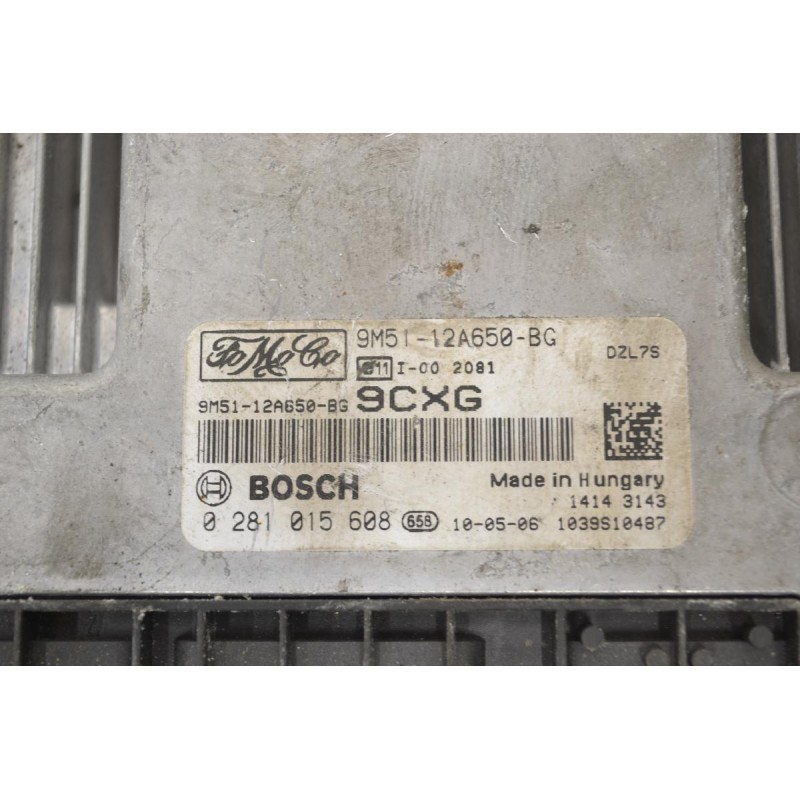 FoMoCo 9M51-12A650-BG DZL7S
e11 I-00 2081
9M51-12A650-BG 9CXG
BOSCH Made in Hungary
1414 3143
0 281 015 608 658 10-05-06 1039S10487